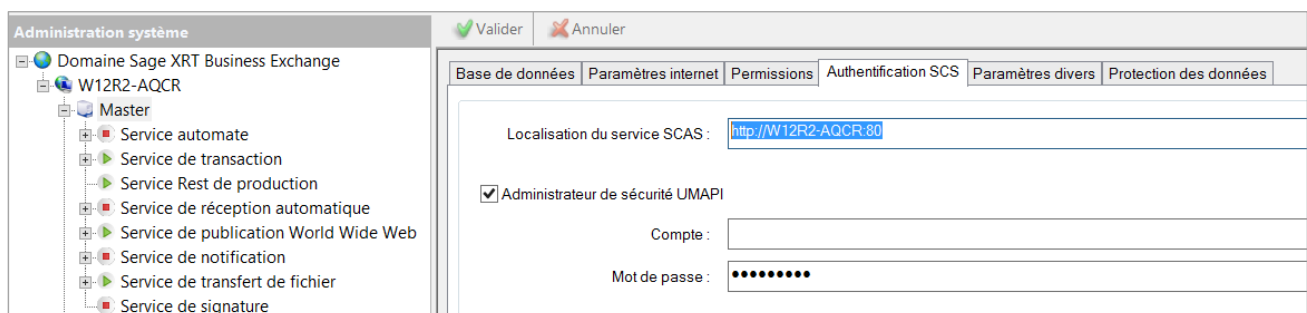 Administration système
Domaine Sage XRT Business Exchange
W12R2-AQCR
Master
Service automate
Service de transaction
Service Rest de production
Service de réception automatique
Service de publication World Wide Web
Service de notification
Service de transfert de fichier
Service de signature
Valider Annuler
Base de données Paramètres internet Permissions Authentification SCS Paramètres divers Protection des données
Localisation du service SCAS : http://W12R2-AQCR:80
Administrateur de sécurité UMAPI
Compte :
Mot de passe : •••••••••